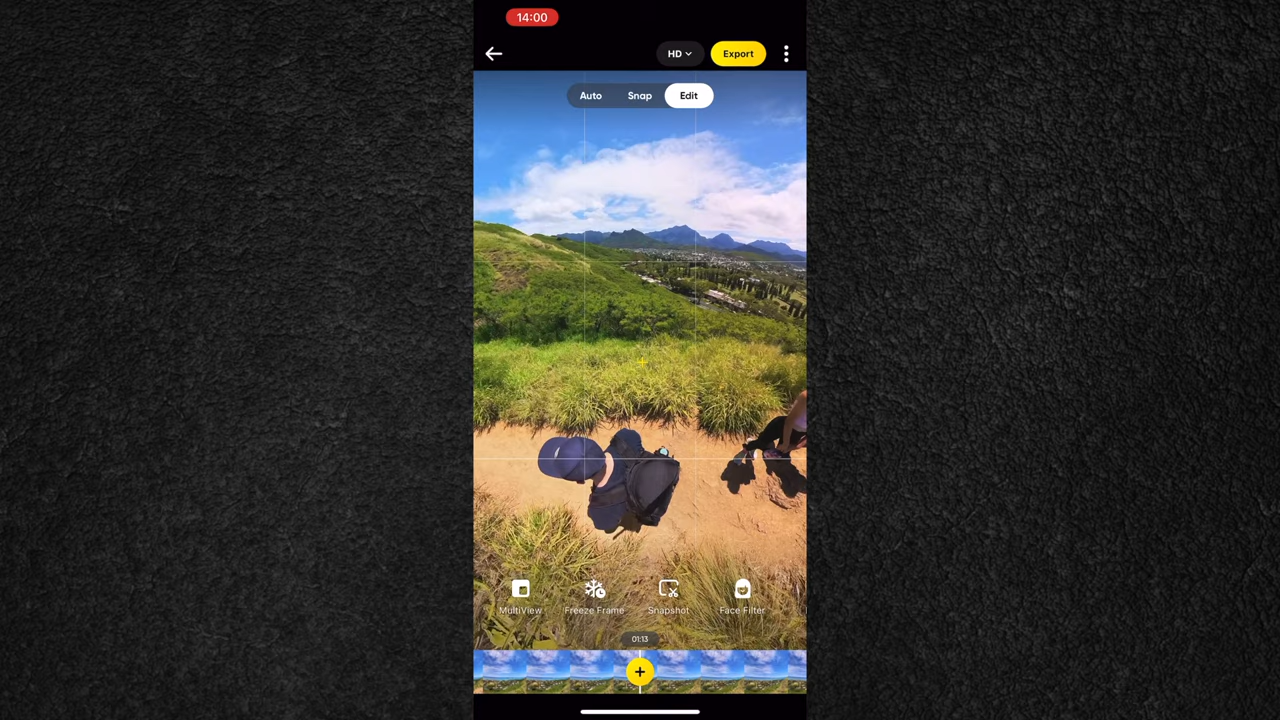 14:00
HD Export
Auto Snap Edit
MultiView Freeze Frame Snapshot Face Filter
01:13